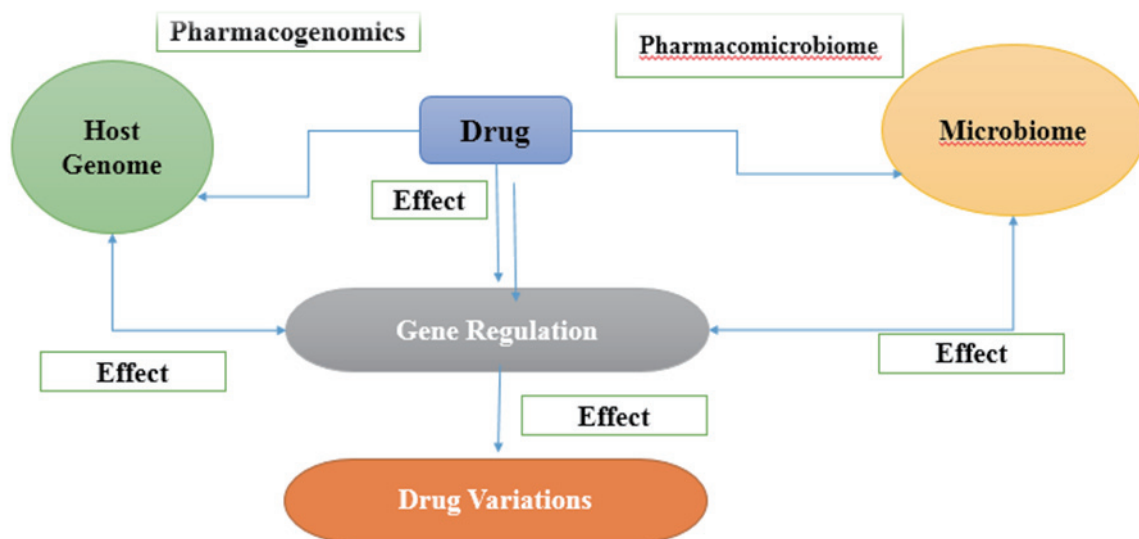 Pharmacogenomics
Pharmacomicrobiome
Host
Genome
Drug
Microbiome
Effect
Gene Regulation
Effect
Effect
Effect
Drug Variations